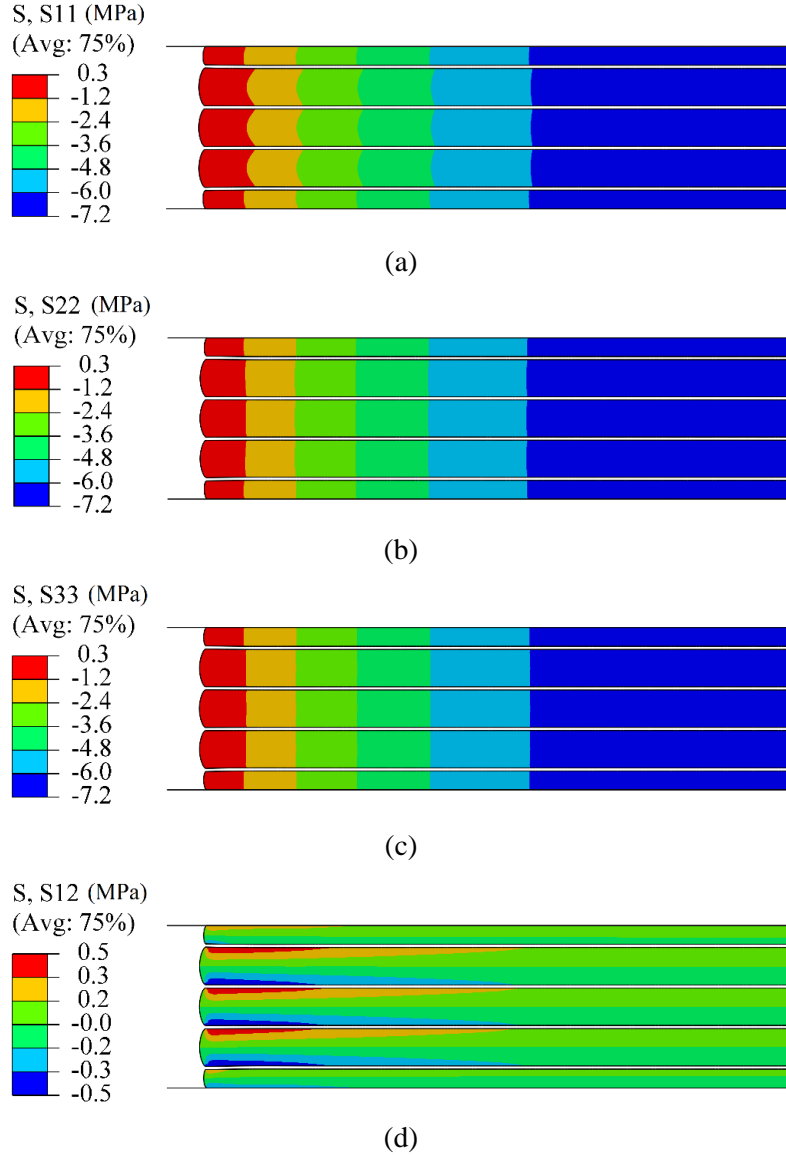 S, S11 (MPa)
(Avg: 75%)
0.3
-1.2
-2.4
-3.6
-4.8
-6.0
-7.2
(a)
S, S22 (MPa)
(Avg: 75%)
0.3
-1.2
-2.4
-3.6
-4.8
-6.0
-7.2
(b)
S, S33 (MPa)
(Avg: 75%)
0.3
-1.2
-2.4
-3.6
-4.8
-6.0
-7.2
(c)
S, S12 (MPa)
(Avg: 75%)
0.5
0.3
0.2
-0.0
-0.2
-0.3
-0.5
(d)